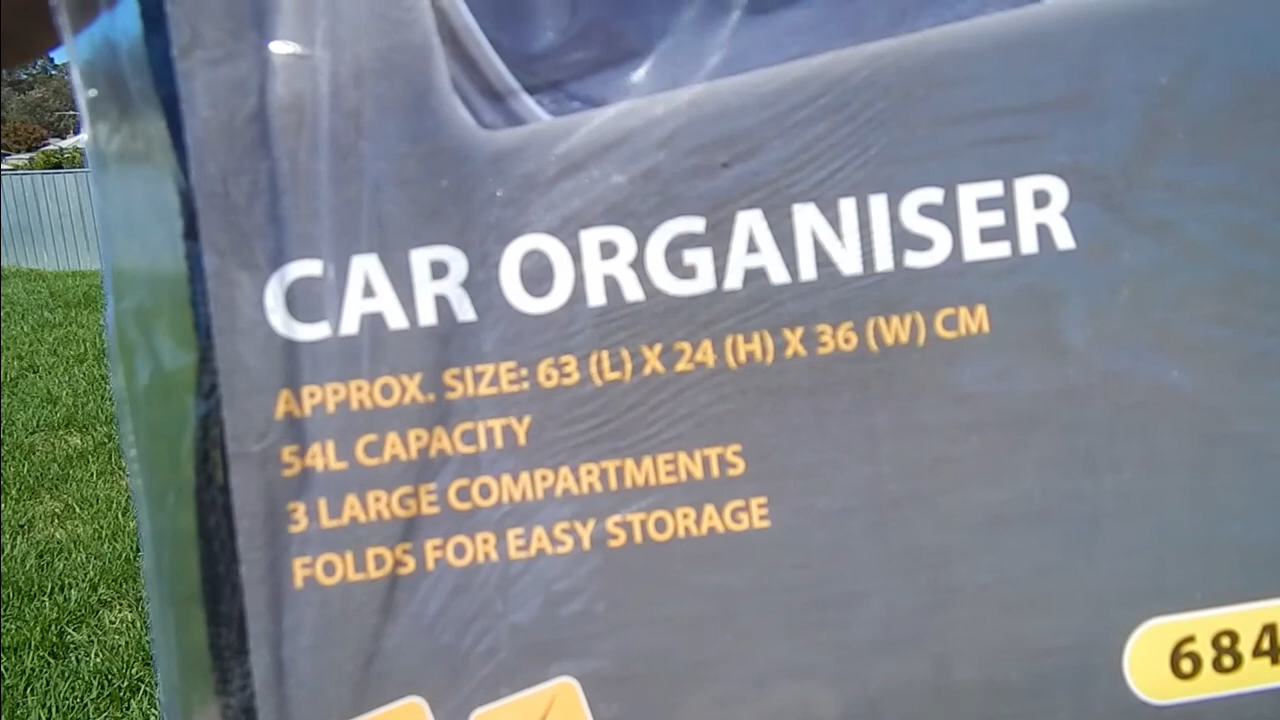 CAR ORGANISER
APPROX. SIZE: 63 (L) X 24 (H) X 36 (W) CM
54L CAPACITY
3 LARGE COMPARTMENTS
FOLDS FOR EASY STORAGE
684